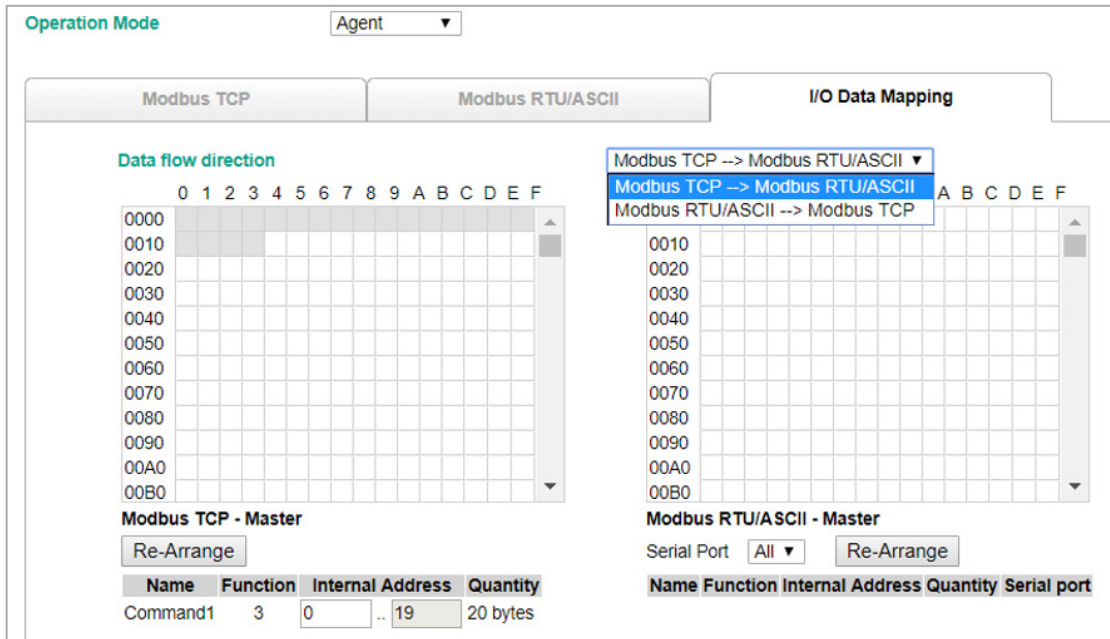 Operation Mode Agent ▼
Modbus TCP Modbus RTU/ASCII I/O Data Mapping
Data flow direction Modbus TCP --> Modbus RTU/ASCII ▼
Modbus TCP --> Modbus RTU/ASCII
Modbus RTU/ASCII --> Modbus TCP
0 1 2 3 4 5 6 7 8 9 A B C D E F A B C D E F
0000
0010 0010
0020 0020
0030 0030
0040 0040
0050 0050
0060 0060
0070 0070
0080 0080
0090 0090
00A0 00A0
00B0 00B0
Modbus TCP - Master Modbus RTU/ASCII - Master
Re-Arrange Serial Port All ▼ Re-Arrange
Name Function Internal Address Quantity Name Function Internal Address Quantity Serial port
Command1 3 0 .. 19 20 bytes